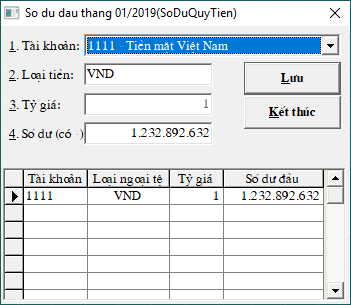 So du dau thang 01/2019(SoDuQuyTien)
1. Tài khoản: 1111 - Tiền mặt Việt Nam
2. Loại tiền: VND
Lưu
3. Tỷ giá: 1
Kết thúc
4. Số dư (có -) 1.232.892.632
Tài khoản Loại ngoại tệ Tỷ giá Số dư đầu
1111 VND 1 1.232.892.632